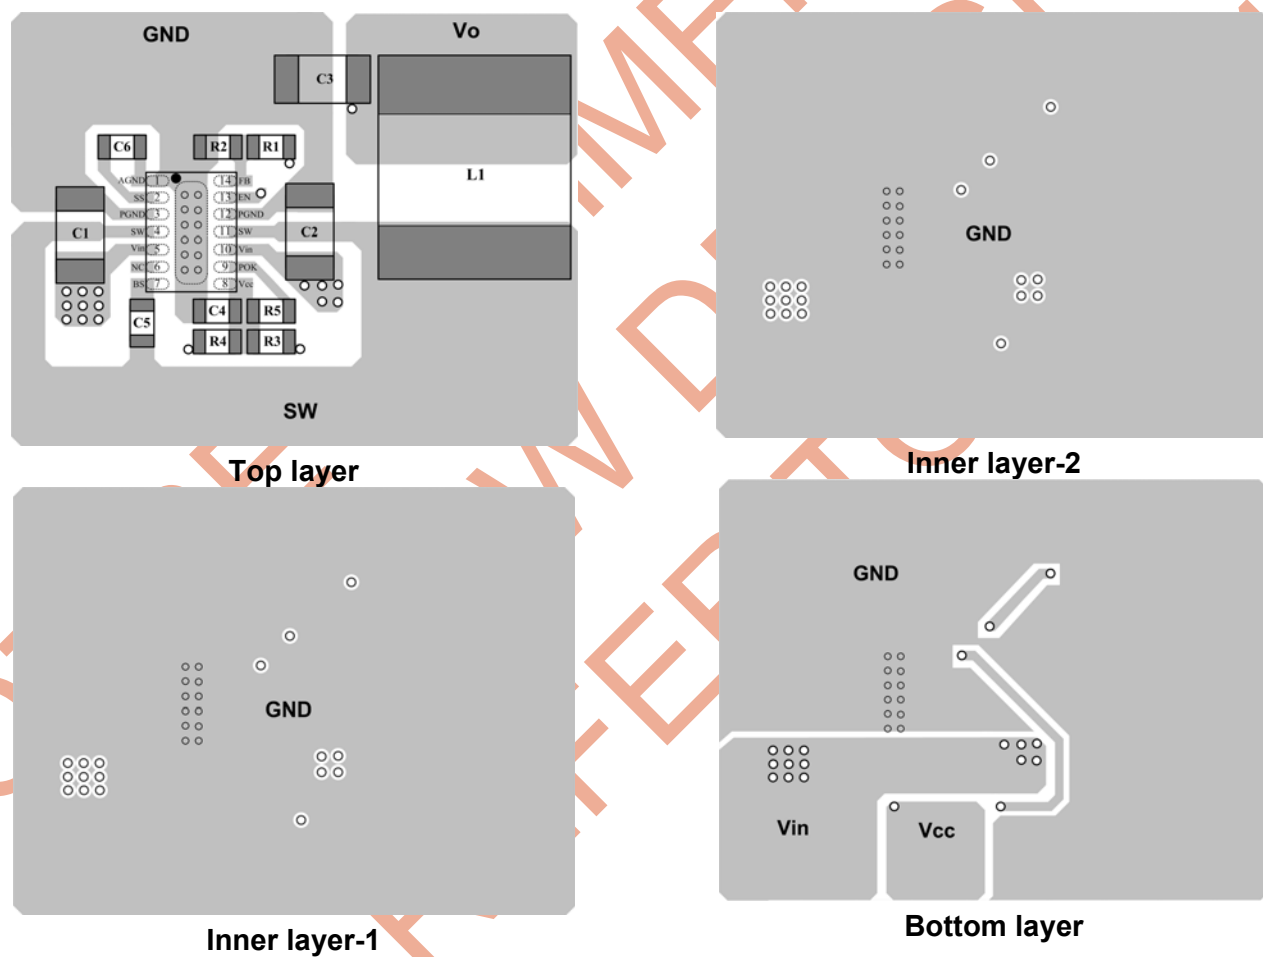 GND
Vo
C3
C6
R2
R1
L1
AGND 1
14 FB
SS 2
13 EN
PGND 3
12 PGND
C1
SW 4
11 SW
C2
Vin 5
10 Vin
NC 6
9 POK
BS 7
8 Vcc
C5
C4
R5
R4
R3
SW
Top layer
GND
Inner layer-2
GND
Inner layer-1
GND
Vin
Vcc
Bottom layer